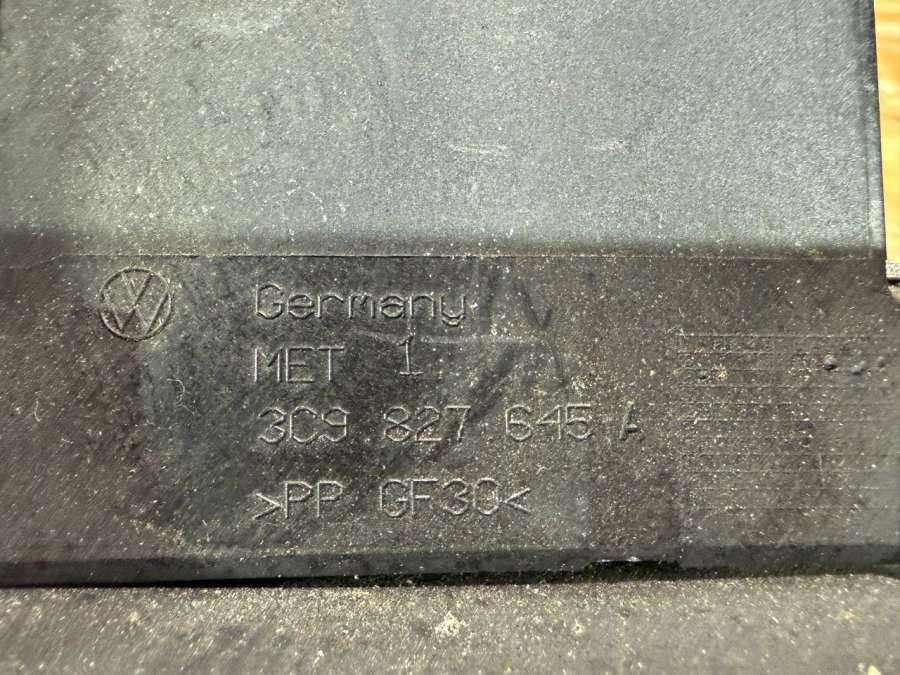 Germany
MET 1
3C9 827 645 A
>PP GF30<